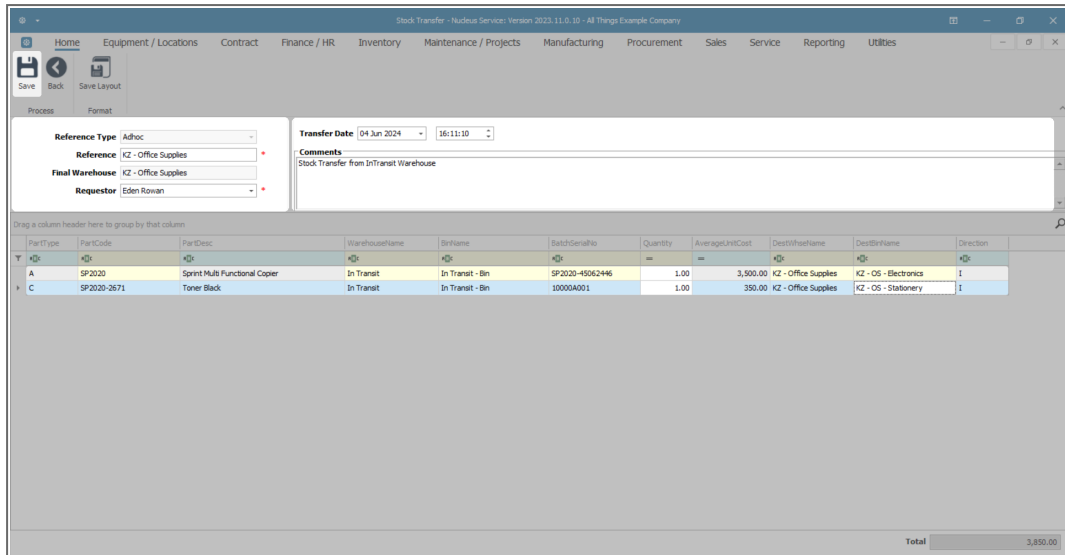 Stock Transfer - Nucleus Service: Version 2023.11.0.10 - All Things Example Company
Home Equipment / Locations Contract Finance / HR Inventory Maintenance / Projects Manufacturing Procurement Sales Service Reporting Utilities
Save Back Save Layout
Process Format
Reference Type Adhoc
Reference KZ - Office Supplies *
Final Warehouse KZ - Office Supplies
Requestor Eden Rowan *
Transfer Date 04 Jun 2024 16:11:10
Comments
Stock Transfer from InTransit Warehouse
Drag a column header here to group by that column
PartType PartCode PartDesc WarehouseName BinName BatchSerialNo Quantity AverageUnitCost DestWhseName DestBinName Direction
A SP2020 Sprint Multi Functional Copier In Transit In Transit - Bin SP2020-45062446 1.00 3,500.00 KZ - Office Supplies KZ - OS - Electronics I
C SP2020-2671 Toner Black In Transit In Transit - Bin 10000A001 1.00 350.00 KZ - Office Supplies KZ - OS - Stationery I
Total 3,850.00